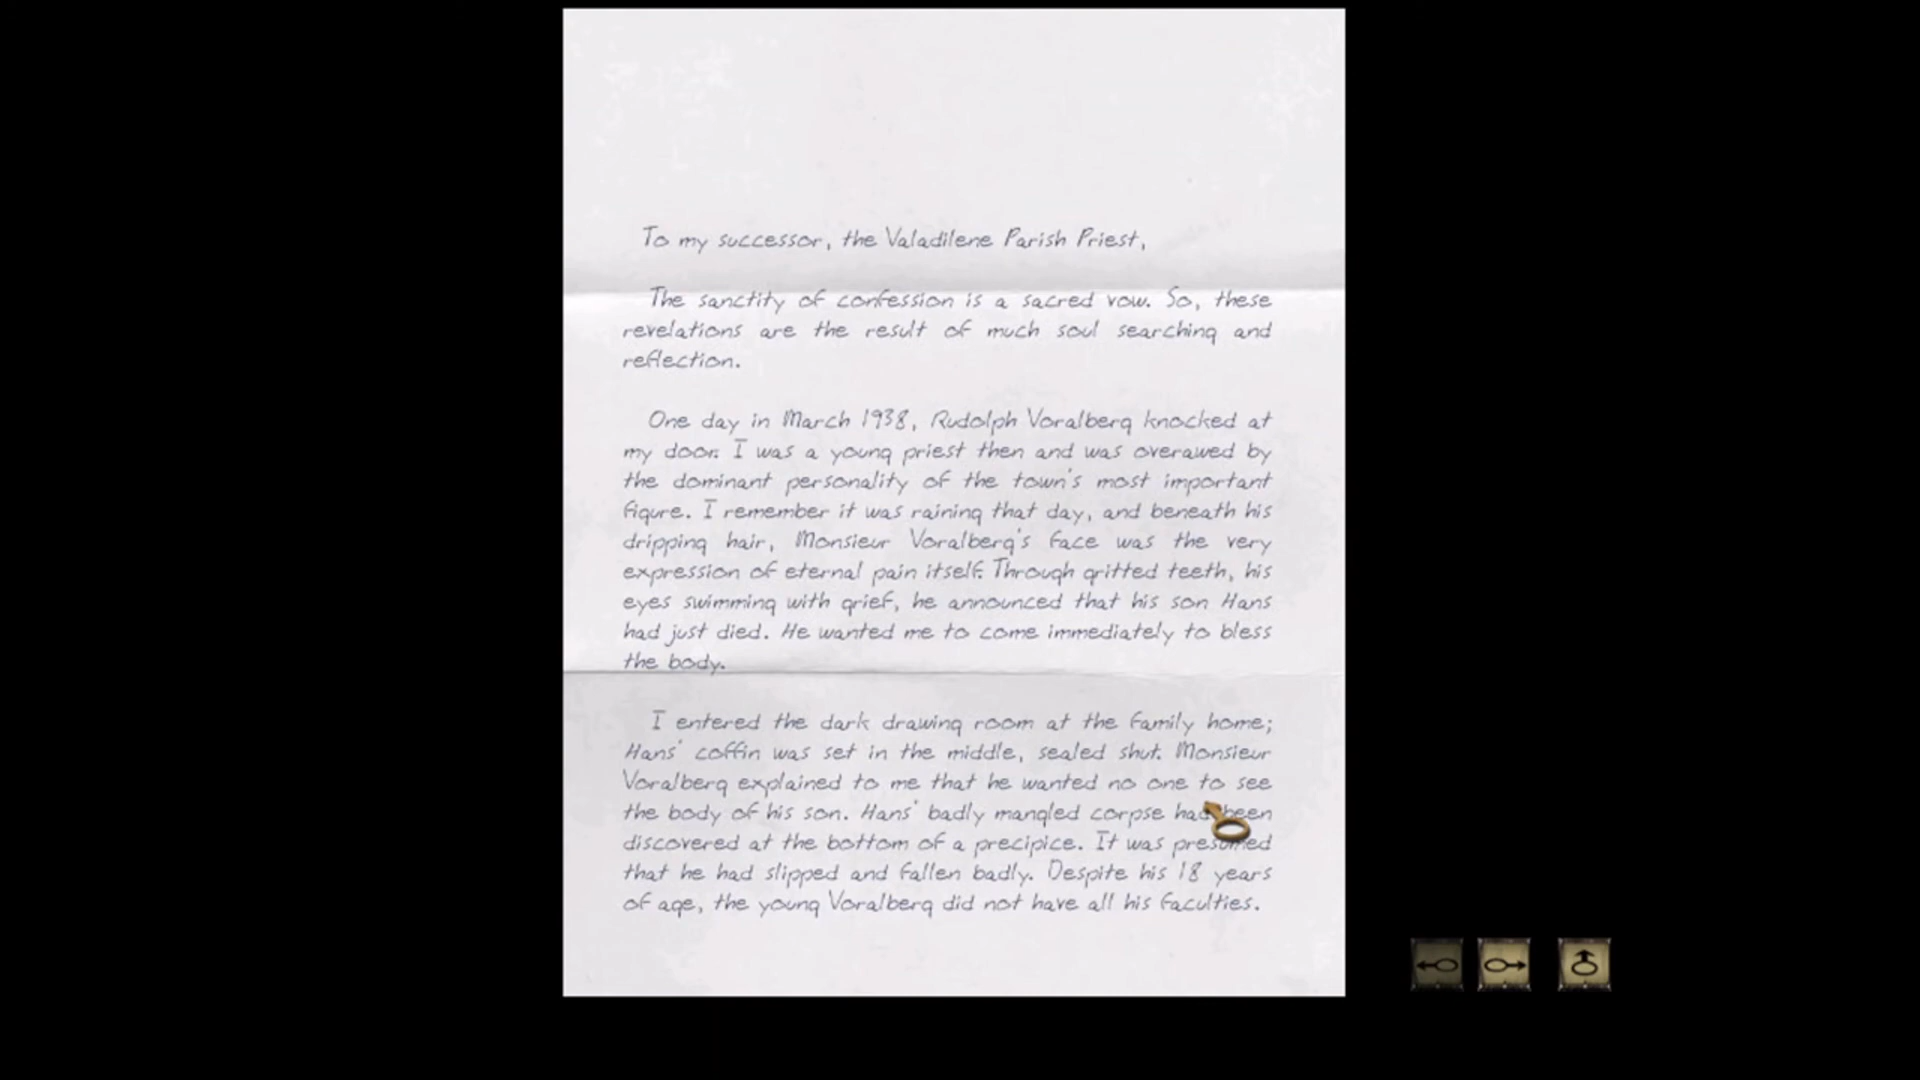 To my successor, the Valadilene Parish Priest,
The sanctity of confession is a sacred vow. So, these
revelations are the result of much soul searching and
reflection.
One day in March 1938, Rudolph Voralberg knocked at
my door. I was a young priest then and was overawed by
the dominant personality of the town's most important
figure. I remember it was raining that day, and beneath his
dripping hair, Monsieur Voralberg's face was the very
expression of eternal pain itself. Through gritted teeth, his
eyes swimming with grief, he announced that his son Hans
had just died. He wanted me to come immediately to bless
the body.
I entered the dark drawing room at the family home;
Hans' coffin was set in the middle, sealed shut. Monsieur
Voralberg explained to me that he wanted no one to see
the body of his son. Hans' badly mangled corpse had been
discovered at the bottom of a precipice. It was presumed
that he had slipped and fallen badly. Despite his 18 years
of age, the young Voralberg did not have all his faculties.